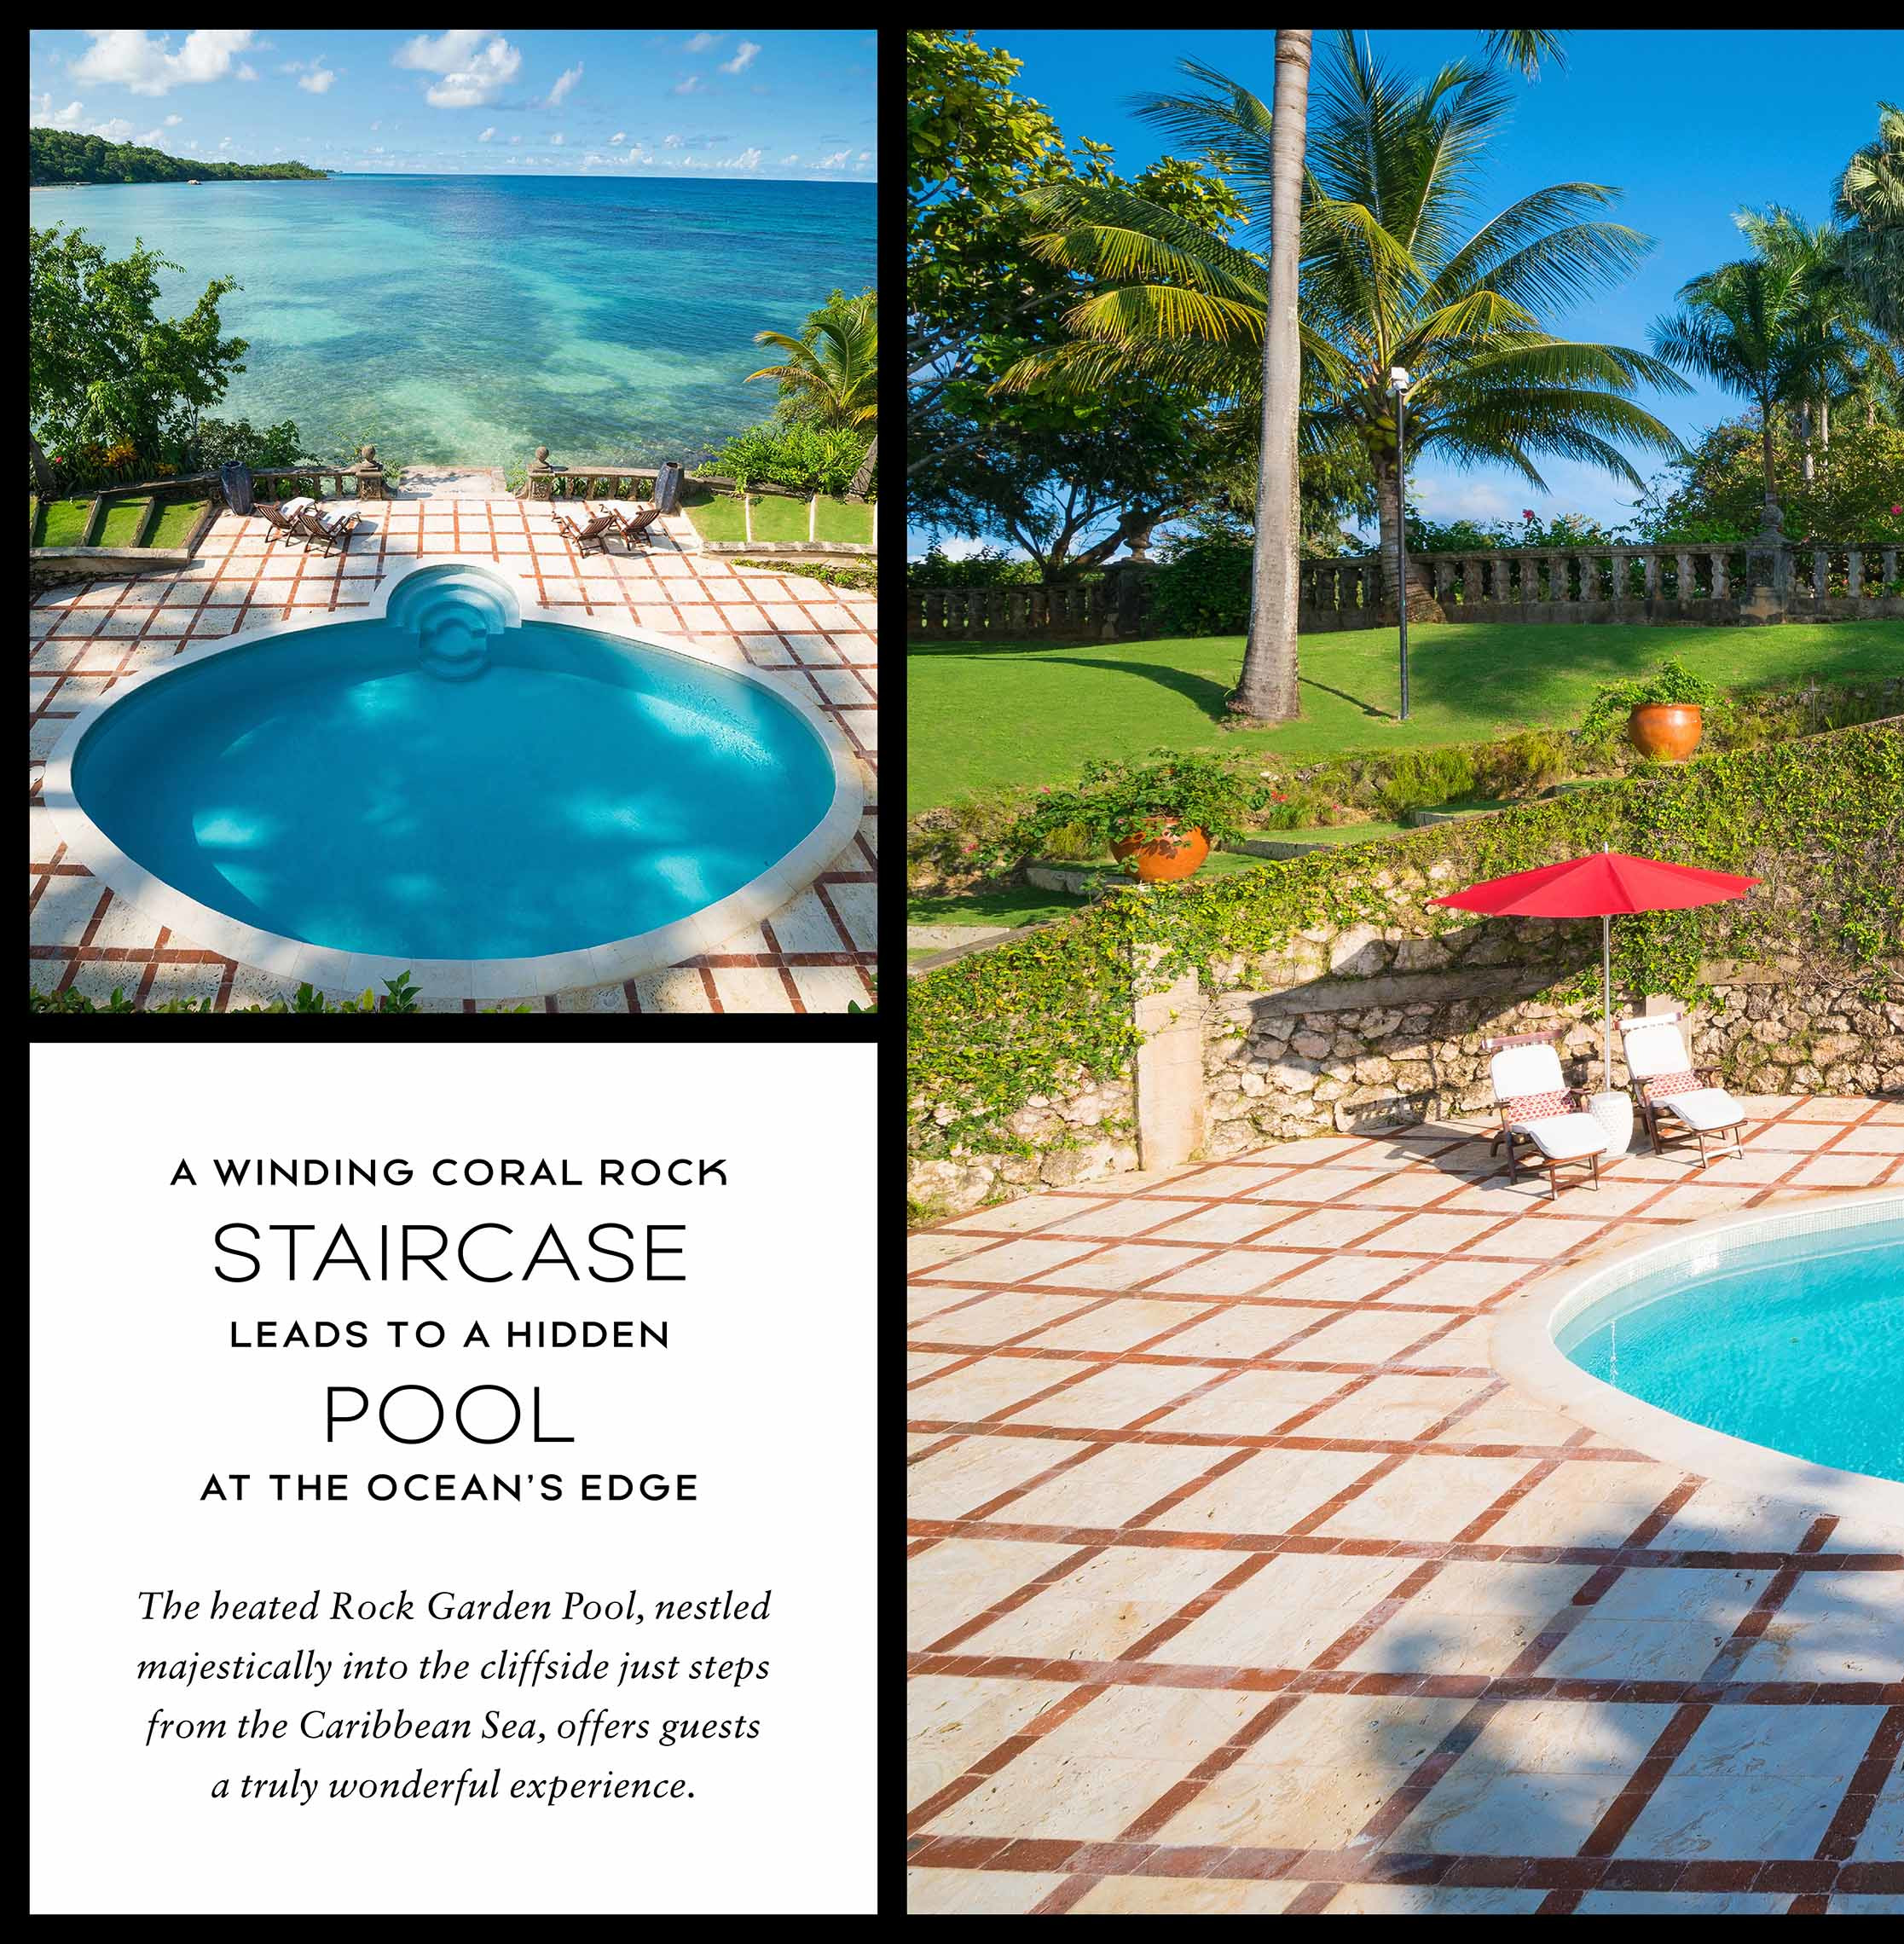 A WINDING CORAL ROCK
STAIRCASE
LEADS TO A HIDDEN
POOL
AT THE OCEAN'S EDGE
The heated Rock Garden Pool, nestled
majestically into the cliffside just steps
from the Caribbean Sea, offers guests
a truly wonderful experience.